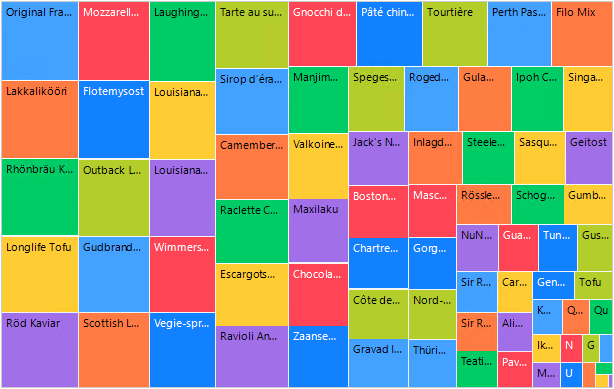 Original Fra...
Mozzarell...
Laughing...
Tarte au su...
Gnocchi d...
Pâté chin...
Tourtière
Perth Pas...
Filo Mix
Lakkalikööri
Flotemysost
Louisiana...
Sirop d'éra...
Manjim...
Speges...
Roged...
Gula...
Ipoh C...
Singa...
Camember...
Valkoine...
Jack's N...
Inlagd...
Steele...
Sasqu...
Geitost
Rhönbräu K...
Outback L...
Louisiana...
Raclette C...
Maxilaku
Boston...
Masc...
Rössle...
Schog...
Gumb...
Longlife Tofu
Gudbrand...
Wimmers...
Escargots...
Chocola...
Chartre...
Gorg...
NuN...
Gua...
Tun...
Gus...
Côte de...
Nord-...
Sir R...
Car...
Gen...
Tofu
Röd Kaviar
Scottish L...
Vegie-spr...
Ravioli An...
Zaanse...
Gravad l...
Thüri...
Sir R...
Ali...
K...
Q...
Qu
Teati...
Pav...
Ik...
N
G
M...
U